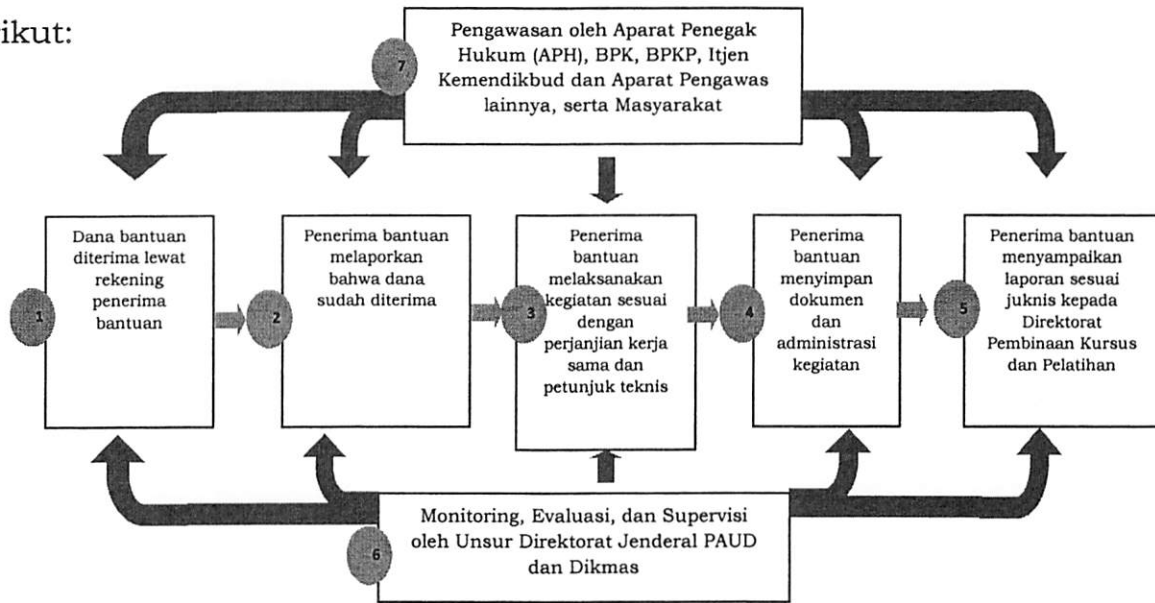 ikut:
Pengawasan oleh Aparat Penegak
Hukum (APH), BPK, BPKP, Itjen
Kemendikbud dan Aparat Pengawas
lainnya, serta Masyarakat
7
Dana bantuan
diterima lewat
rekening
penerima
bantuan
1
Penerima bantuan
melaporkan
bahwa dana
sudah diterima
2
Penerima
bantuan
melaksanakan
kegiatan sesuai
dengan
perjanjian kerja
sama dan
petunjuk teknis
3
Penerima
bantuan
menyimpan
dokumen
dan
administrasi
kegiatan
4
Penerima bantuan
menyampaikan
laporan sesuai
juknis kepada
Direktorat
Pembinaan Kursus
dan Pelatihan
5
Monitoring, Evaluasi, dan Supervisi
oleh Unsur Direktorat Jenderal PAUD
dan Dikmas
6